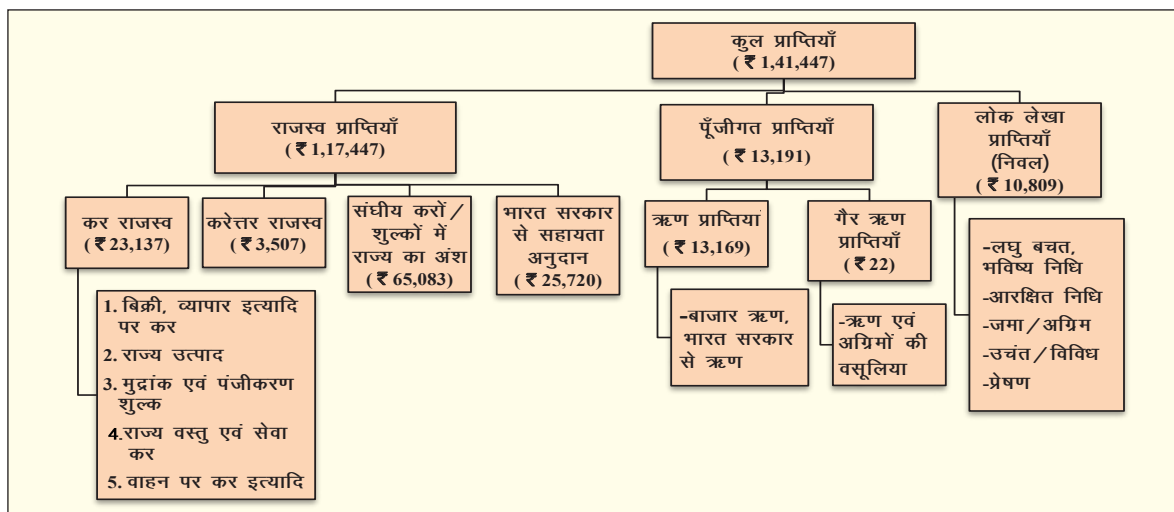 कुल प्राप्तियाँ
( ₹ 1,41,447)
राजस्व प्राप्तियाँ
( ₹ 1,17,447)
पूँजीगत प्राप्तियाँ
( ₹ 13,191)
लोक लेखा
प्राप्तियाँ
(निवल)
( ₹ 10,809)
कर राजस्व
( ₹ 23,137)
करेत्तर राजस्व
( ₹ 3,507)
संघीय करों/
शुल्कों में
राज्य का अंश
( ₹ 65,083)
भारत सरकार
से सहायता
अनुदान
( ₹ 25,720)
ऋण प्राप्तियां
( ₹ 13,169)
गैर ऋण
प्राप्तियाँ
( ₹ 22)
1. बिक्री, व्यापार इत्यादि
पर कर
2. राज्य उत्पाद
3. मुद्रांक एवं पंजीकरण
शुल्क
4.राज्य वस्तु एवं सेवा
कर
5. वाहन पर कर इत्यादि
-बाजार ऋण,
भारत सरकार
से ऋण
-ऋण एवं
अग्रिमों की
वसूलिया
-लघु बचत,
भविष्य निधि
-आरक्षित निधि
-जमा/अग्रिम
-उचंत/विविध
-प्रेषण